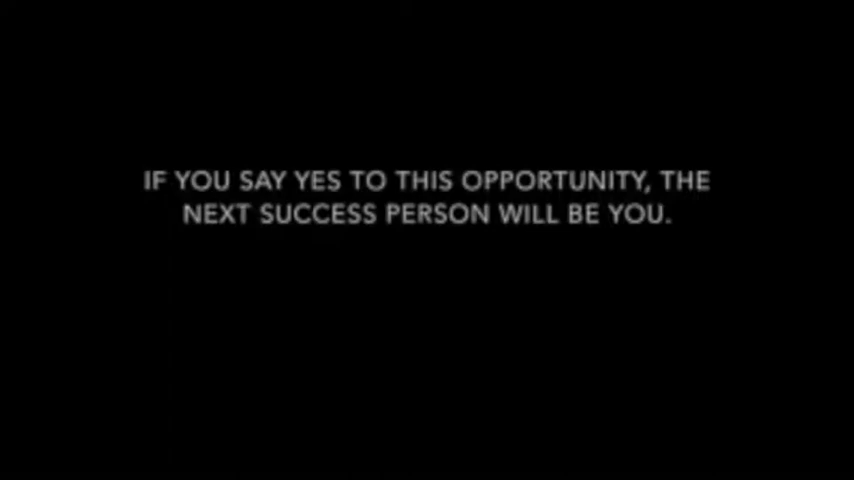 IF YOU SAY YES TO THIS OPPORTUNITY, THE
NEXT SUCCESS PERSON WILL BE YOU.